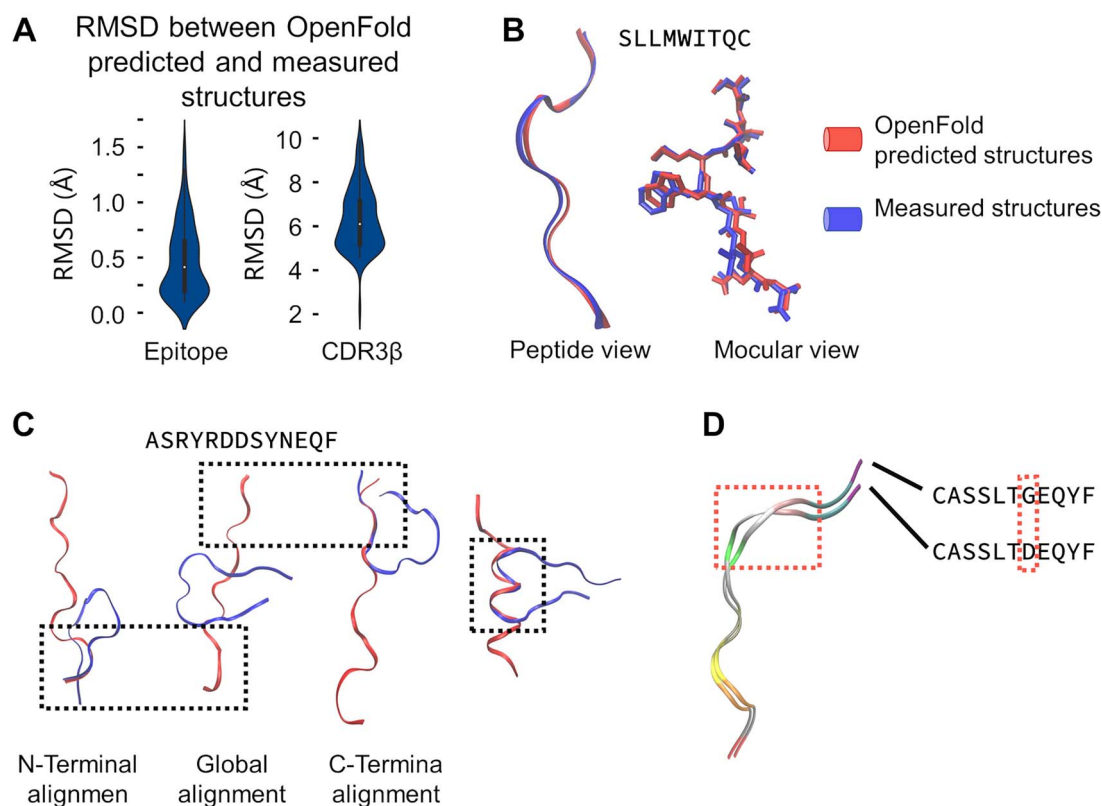 A
RMSD between OpenFold
predicted and measured
structures
RMSD (Å)
1.5
1.0
0.5
0.0
Epitope
RMSD (Å)
10
8
6
4
2
CDR3β
B
SLLMWITQC
OpenFold
predicted structures
Measured structures
Peptide view
Mocular view
C
ASRYRDDSYNEQF
N-Terminal
alignmen
Global
alignment
C-Termina
alignment
D
CASSLTGEQYF
CASSLTDEQYF